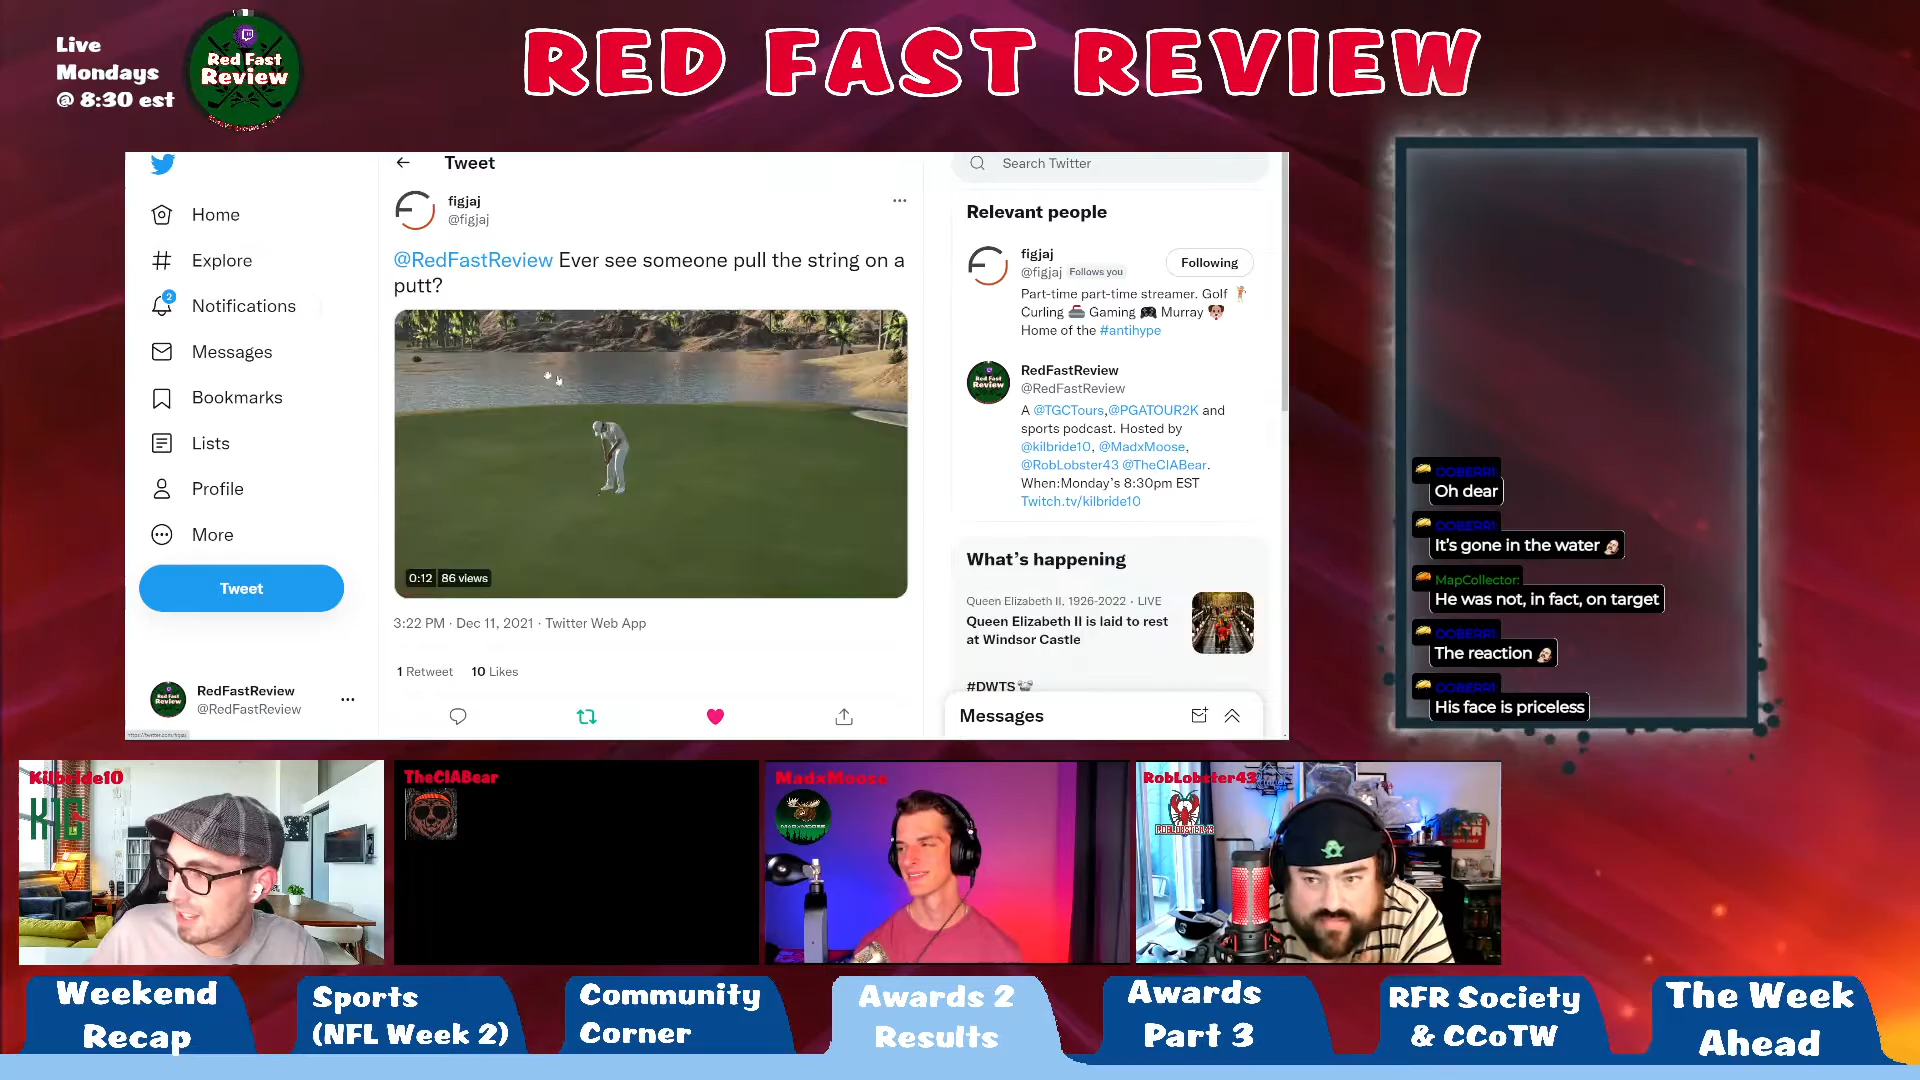 Live
Mondays
@ 8:30 est
Red Fast
Review
RED FAST REVIEW
Tweet
Search Twitter
Home
Explore
2
Notifications
Messages
Bookmarks
Lists
Profile
More
Tweet
RedFastReview
@RedFastReview
figjaj
@figjaj
@RedFastReview Ever see someone pull the string on a
putt?
0:12 86 views
3:22 PM · Dec 11, 2021 · Twitter Web App
1 Retweet 10 Likes
Relevant people
figjaj
@figjaj Follows you
Following
Part-time part-time streamer. Golf
Curling Gaming Murray
Home of the #antihype
RedFastReview
@RedFastReview
A @TGCTours,@PGATOUR2K and
sports podcast. Hosted by
@kilbride10, @MadxMoose,
@RobLobster43 @TheCIABear.
When:Monday's 8:30pm EST
Twitch.tv/kilbride10
What's happening
Queen Elizabeth II, 1926-2022 · LIVE
Queen Elizabeth II is laid to rest
at Windsor Castle
#DWTS
Messages
OOBERR1
Oh dear
OOBERR1
It's gone in the water
MapCollector:
He was not, in fact, on target
OOBERR1
The reaction
OOBERR1
His face is priceless
Kilbride10
K10
TheCIABear
MadxMoose
MADXMOOSE
RobLobster43
ROBLOBSTER43
Weekend
Recap
Sports
(NFL Week 2)
Community
Corner
Awards 2
Results
Awards
Part 3
RFR Society
& CCoTW
The Week
Ahead